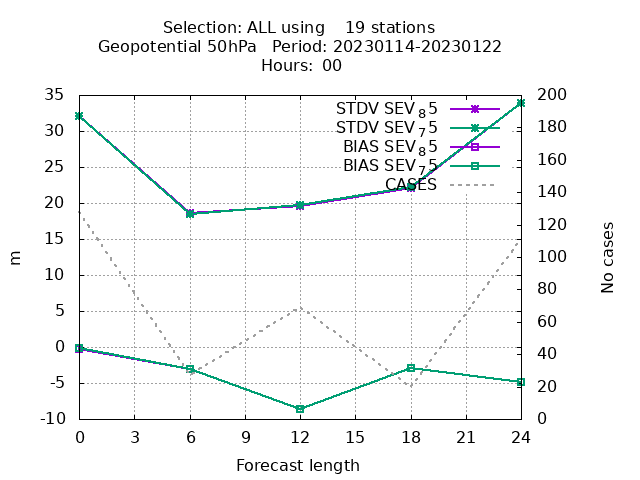 Selection: ALL using 19 stations
Geopotential 50hPa Period: 20230114-20230122
Hours: 00
35
30
25
20
15
10
5
0
-5
-10
m
STDV SEV_8 5
STDV SEV_7 5
BIAS SEV_8 5
BIAS SEV_7 5
CASES
200
180
160
140
120
100
80
60
40
20
0
No cases
0 3 6 9 12 15 18 21 24
Forecast length